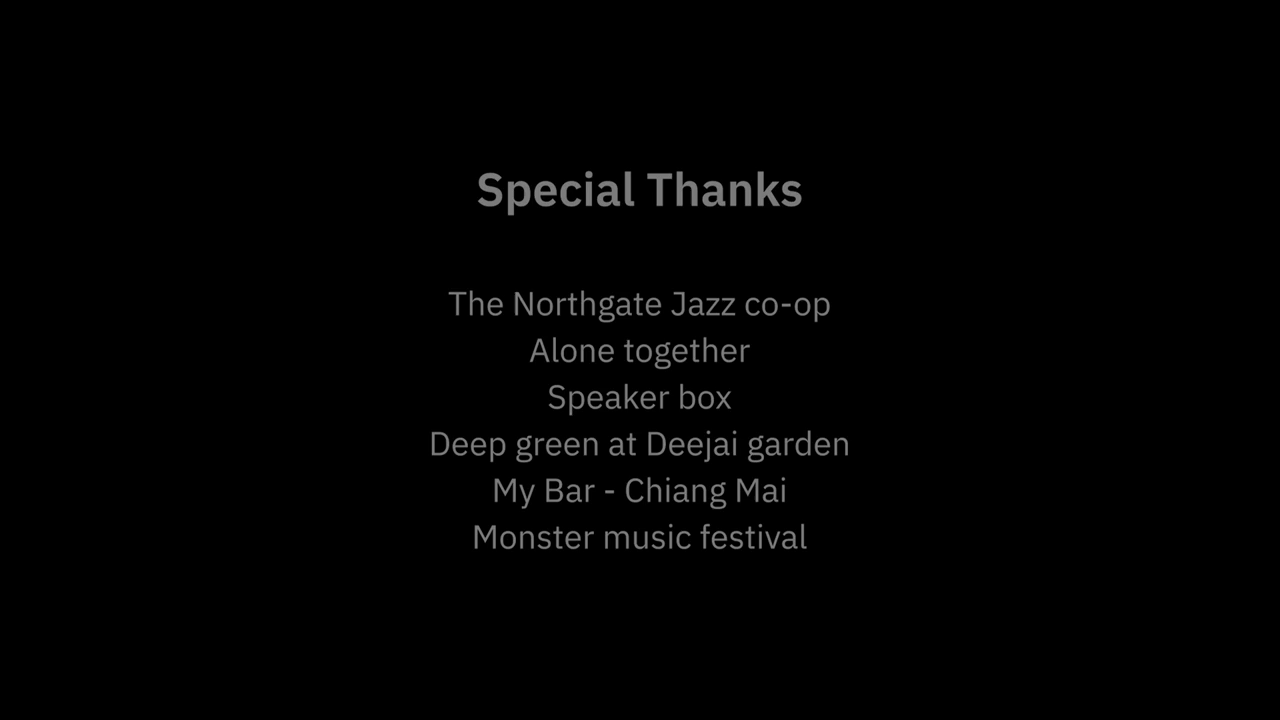 Special Thanks
The Northgate Jazz co-op
Alone together
Speaker box
Deep green at Deejai garden
My Bar - Chiang Mai
Monster music festival